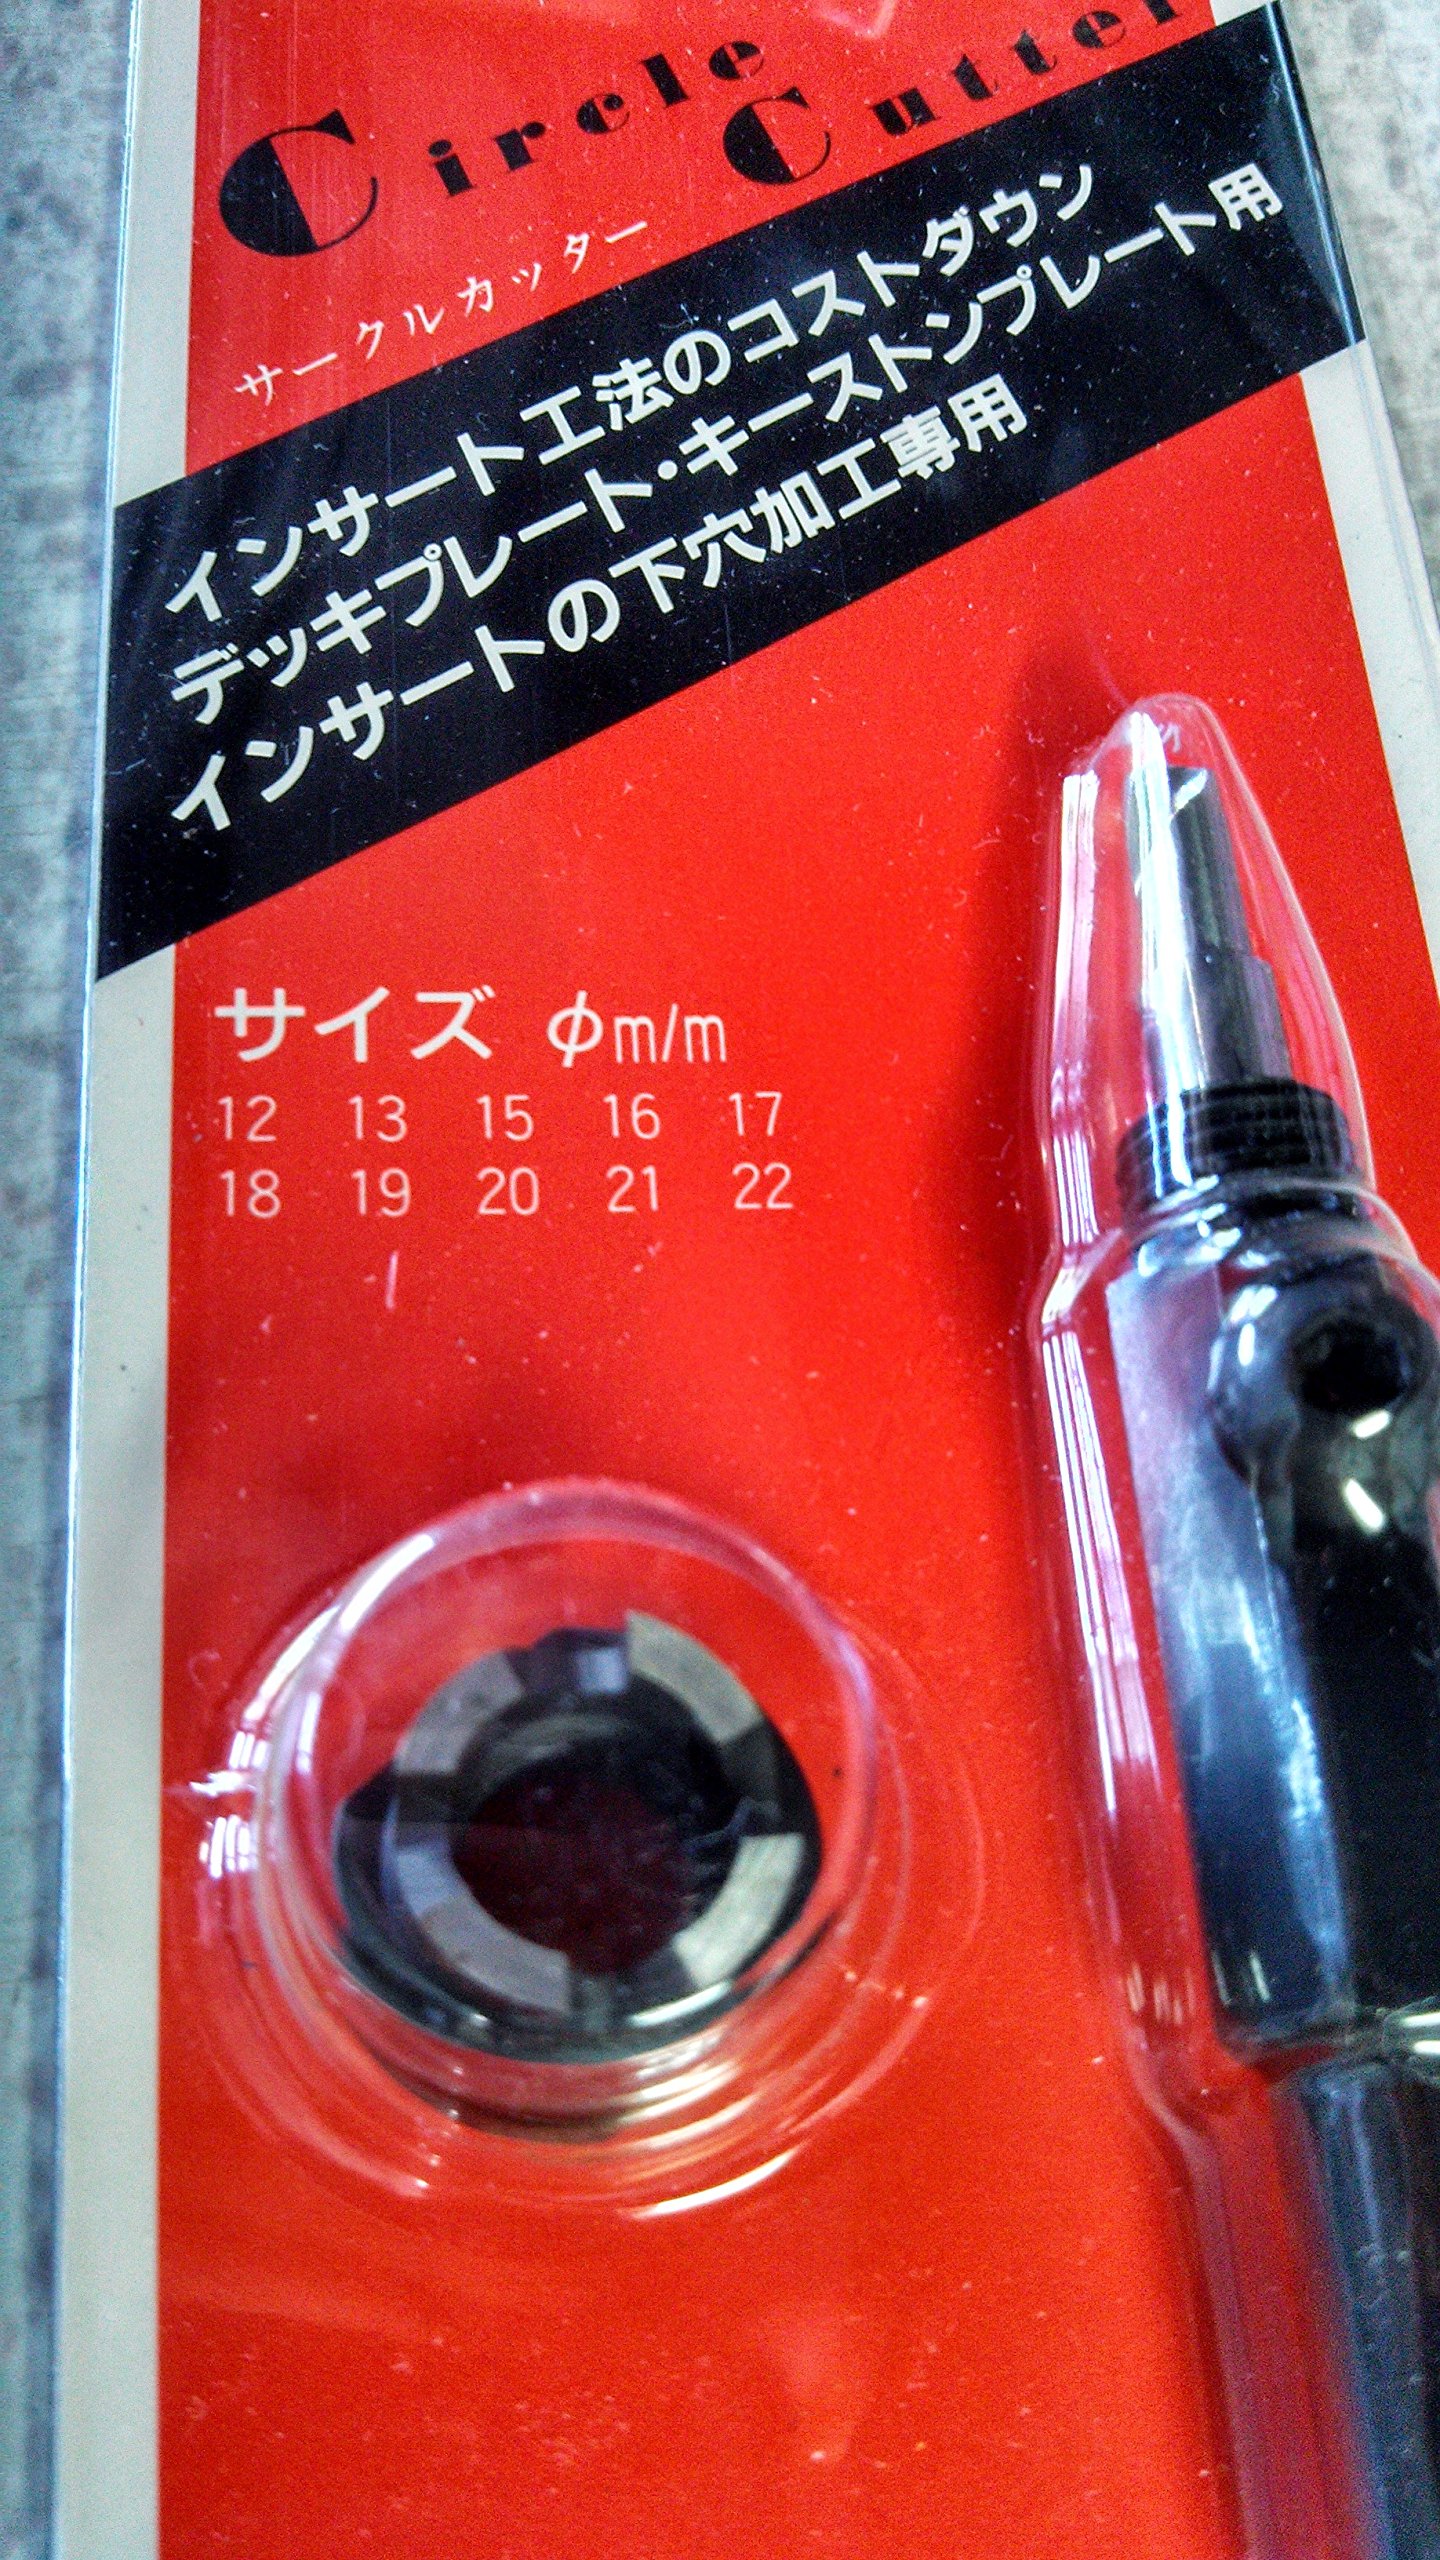 Circle Cutter
サークルカッター
インサート工法のコストダウン
デッキプレート・キーストンプレート用
インサートの下穴加工専用
サイズ φm/m
12 13 15 16 17
18 19 20 21 22